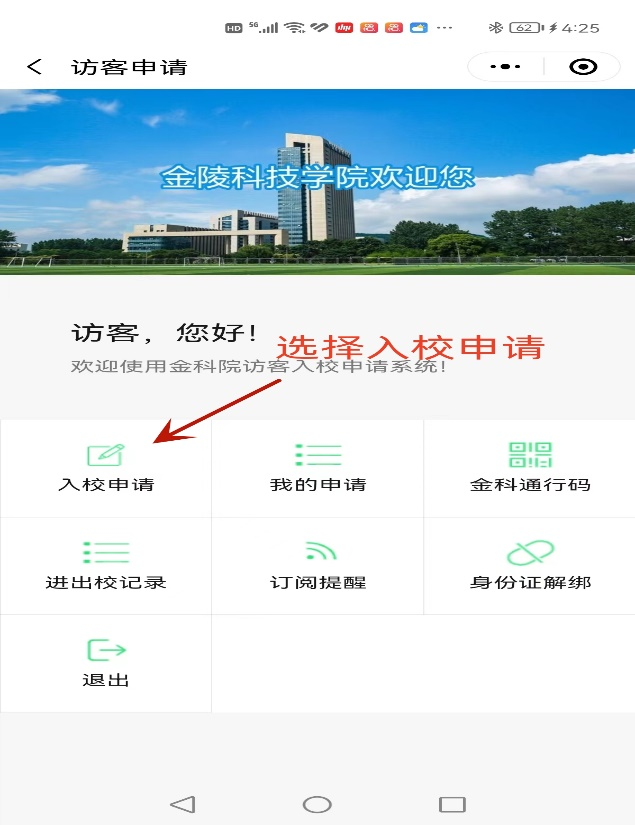 HD 5G 62 4:25
访客申请
金陵科技学院欢迎您
访客，您好！
选择入校申请
欢迎使用金科院访客入校申请系统！
入校申请 我的申请 金科通行码
进出校记录 订阅提醒 身份证解绑
退出